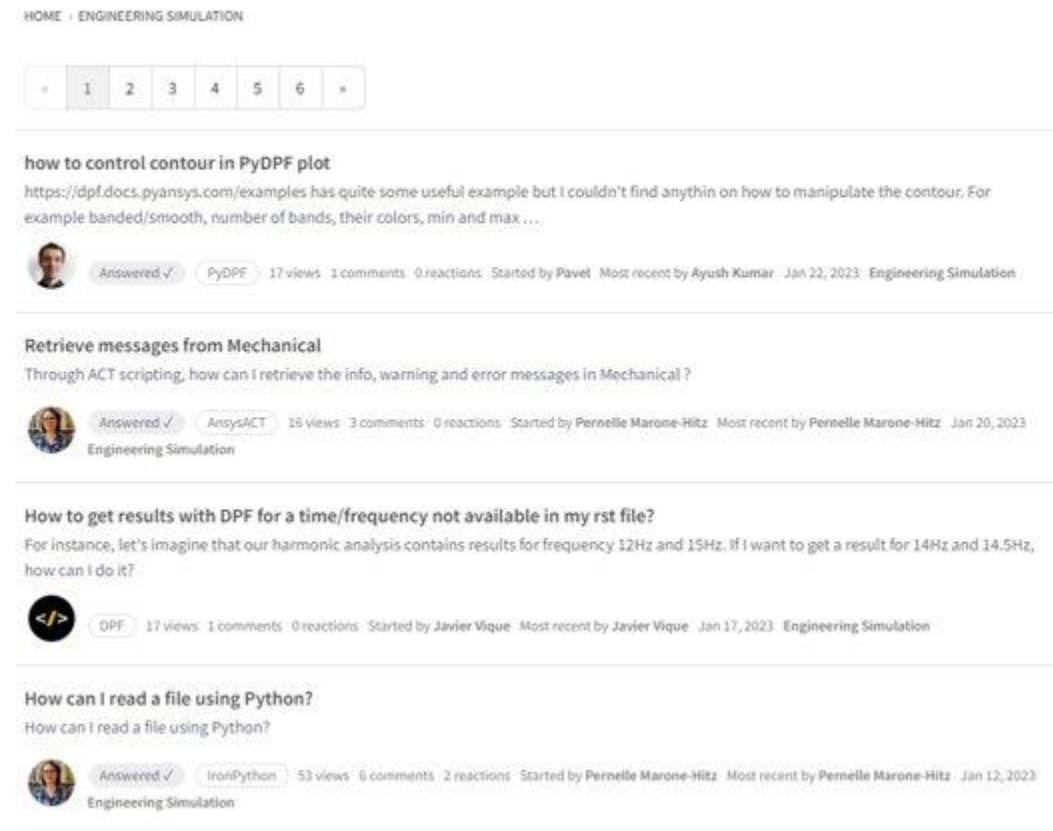 HOME › ENGINEERING SIMULATION
« 1 2 3 4 5 6 »
how to control contour in PyDPF plot
https://dpf.docs.pyansys.com/examples has quite some useful example but I couldn't find anythin on how to manipulate the contour. For
example banded/smooth, number of bands, their colors, min and max …
Answered ✓ PyDPF 17 views 1 comments 0 reactions Started by Pavel Most recent by Ayush Kumar Jan 22, 2023 Engineering Simulation
Retrieve messages from Mechanical
Through ACT scripting, how can I retrieve the info, warning and error messages in Mechanical ?
Answered ✓ AnsysACT 16 views 3 comments 0 reactions Started by Pernelle Marone-Hitz Most recent by Pernelle Marone-Hitz Jan 20, 2023
Engineering Simulation
How to get results with DPF for a time/frequency not available in my rst file?
For instance, let's imagine that our harmonic analysis contains results for frequency 12Hz and 15Hz. If I want to get a result for 14Hz and 14.5Hz,
how can I do it?
</> DPF 17 views 1 comments 0 reactions Started by Javier Vique Most recent by Javier Vique Jan 17, 2023 Engineering Simulation
How can I read a file using Python?
How can I read a file using Python?
Answered ✓ IronPython 53 views 6 comments 2 reactions Started by Pernelle Marone-Hitz Most recent by Pernelle Marone-Hitz Jan 12, 2023
Engineering Simulation